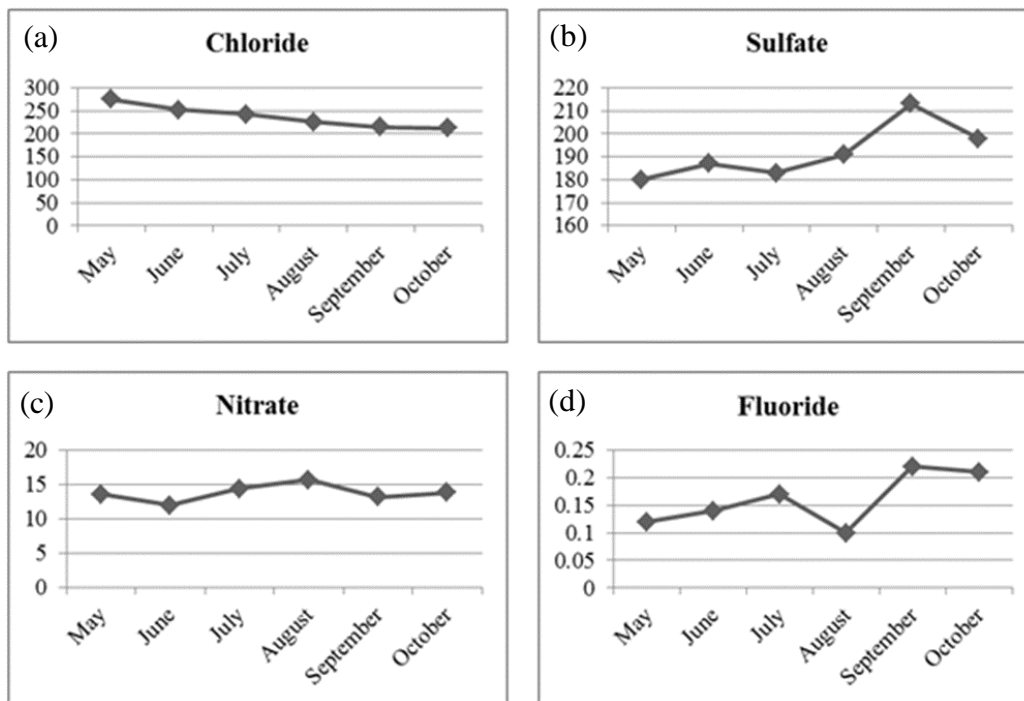 (a)
Chloride
300
250
200
150
100
50
0
May
June
July
August
September
October
(b)
Sulfate
220
210
200
190
180
170
160
May
June
July
August
September
October
(c)
Nitrate
20
15
10
5
0
May
June
July
August
September
October
(d)
Fluoride
0.25
0.2
0.15
0.1
0.05
0
May
June
July
August
September
October